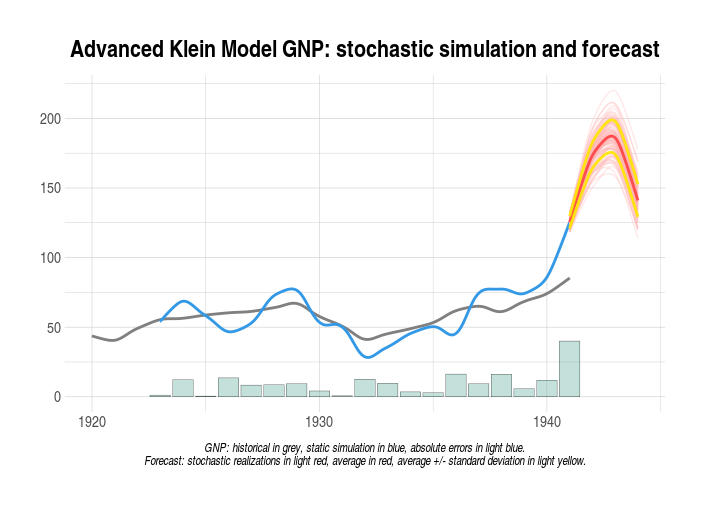 Advanced Klein Model GNP: stochastic simulation and forecast
200
150
100
50
0
1920
1930
1940
GNP: historical in grey, static simulation in blue, absolute errors in light blue.
Forecast: stochastic realizations in light red, average in red, average +/- standard deviation in light yellow.